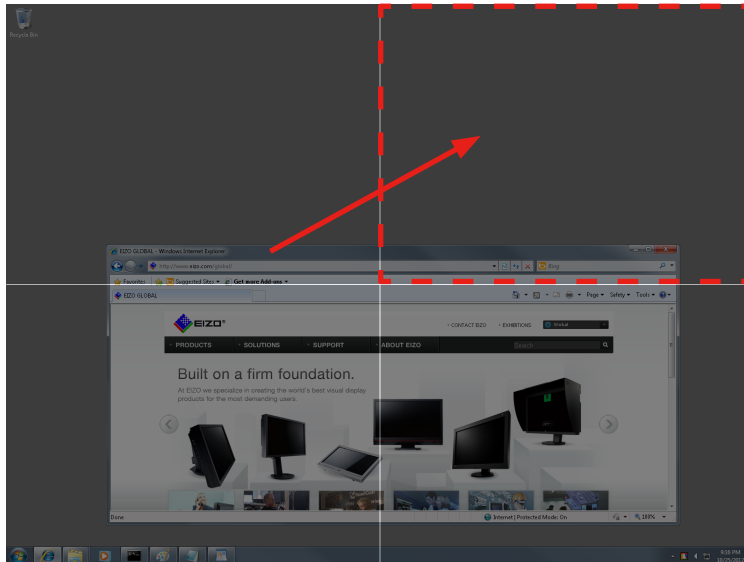 Recycle Bin
EIZO GLOBAL - Windows Internet Explorer
http://www.eizo.com/global/
Bing
Favorites
Suggested Sites
Get more Add-ons
EIZO GLOBAL
Page
Safety
Tools
EIZO®
CONTACT EIZO
EXHIBITIONS
Global
PRODUCTS
SOLUTIONS
SUPPORT
ABOUT EIZO
Search
Built on a firm foundation.
At EIZO we specialize in creating the world's best visual display
products for the most demanding users.
Done
Internet | Protected Mode: On
100%
9:16 PM